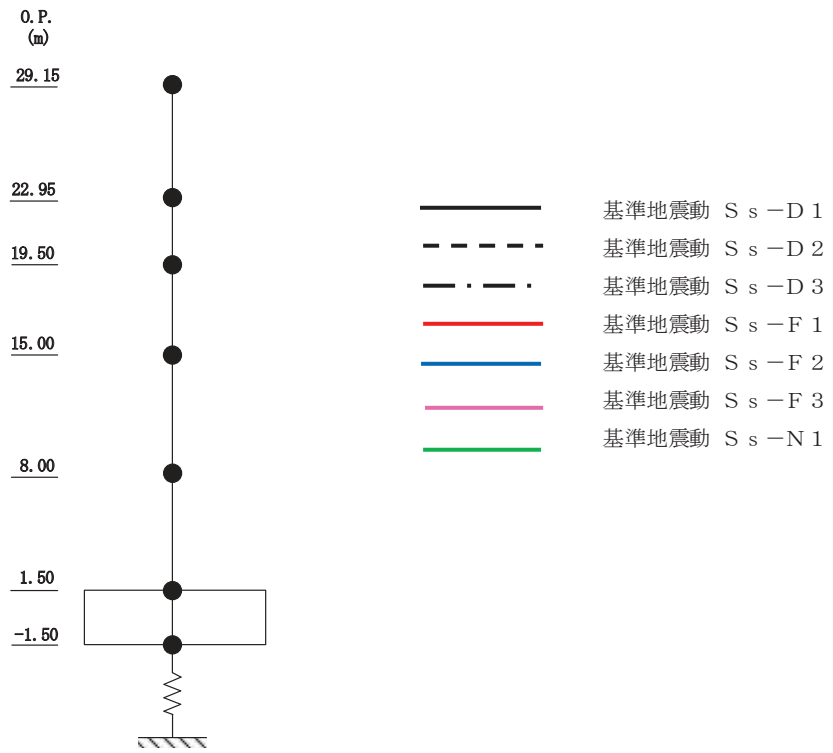 O.P.
(m)
29.15
22.95
19.50
15.00
8.00
1.50
-1.50
基準地震動 Ｓｓ－Ｄ１
基準地震動 Ｓｓ－Ｄ２
基準地震動 Ｓｓ－Ｄ３
基準地震動 Ｓｓ－Ｆ１
基準地震動 Ｓｓ－Ｆ２
基準地震動 Ｓｓ－Ｆ３
基準地震動 Ｓｓ－Ｎ１